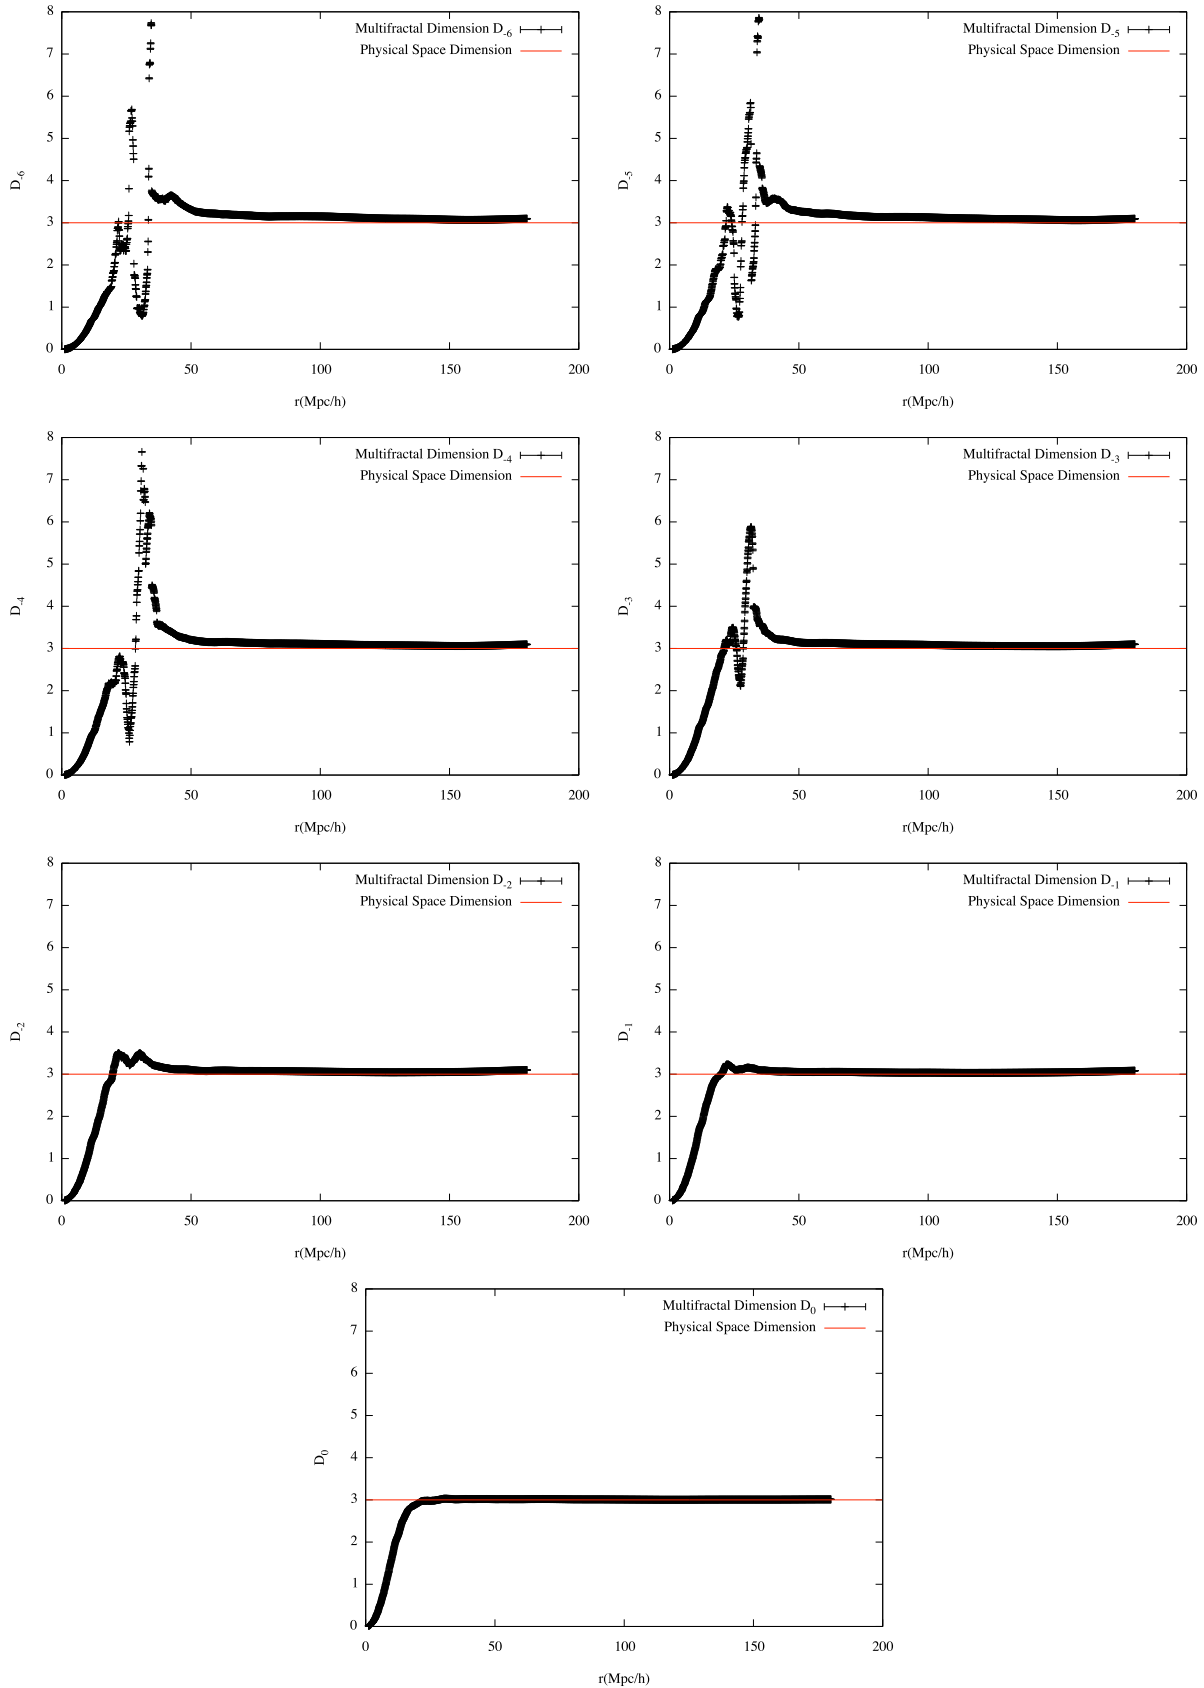 Multifractal Dimension D-6
Physical Space Dimension
D-6
8
7
6
5
4
3
2
1
0
0 50 100 150 200
r(Mpc/h)
Multifractal Dimension D-5
Physical Space Dimension
D-5
8
7
6
5
4
3
2
1
0
0 50 100 150 200
r(Mpc/h)
Multifractal Dimension D-4
Physical Space Dimension
D-4
8
7
6
5
4
3
2
1
0
0 50 100 150 200
r(Mpc/h)
Multifractal Dimension D-3
Physical Space Dimension
D-3
8
7
6
5
4
3
2
1
0
0 50 100 150 200
r(Mpc/h)
Multifractal Dimension D-2
Physical Space Dimension
D-2
8
7
6
5
4
3
2
1
0
0 50 100 150 200
r(Mpc/h)
Multifractal Dimension D-1
Physical Space Dimension
D-1
8
7
6
5
4
3
2
1
0
0 50 100 150 200
r(Mpc/h)
Multifractal Dimension D0
Physical Space Dimension
D0
8
7
6
5
4
3
2
1
0
0 50 100 150 200
r(Mpc/h)